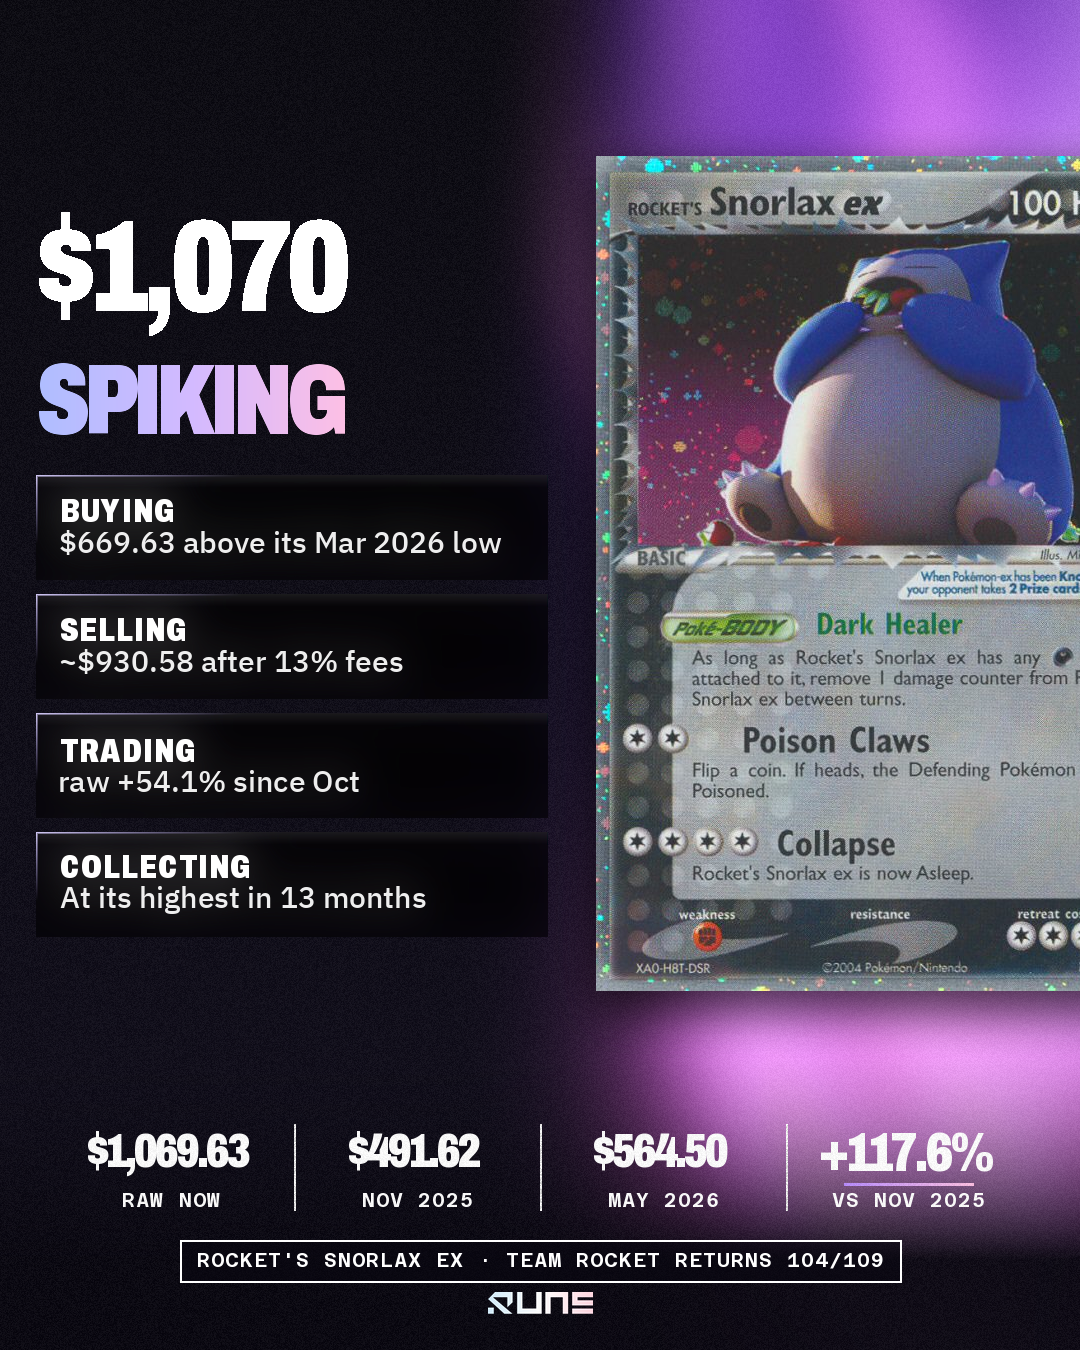 $1,070
SPIKING
BUYING
$669.63 above its Mar 2026 low
SELLING
~$930.58 after 13% fees
TRADING
raw +54.1% since Oct
COLLECTING
At its highest in 13 months
ROCKET'S Snorlax ex 100
BASIC
Illus.
When Pokémon-ex has been
your opponent takes 2 Prize
Poké-BODY Dark Healer
As long as Rocket's Snorlax ex has any
attached to it, remove 1 damage counter from
Snorlax ex between turns.
Poison Claws
Flip a coin. If heads, the Defending Pokémon
Poisoned.
Collapse
Rocket's Snorlax ex is now Asleep.
weakness resistance retreat
XA0-H8T-DSR ©2004 Pokémon/Nintendo
$1,069.63
RAW NOW
$491.62
NOV 2025
$564.50
MAY 2026
+117.6%
VS NOV 2025
ROCKET'S SNORLAX EX · TEAM ROCKET RETURNS 104/109
RUNE